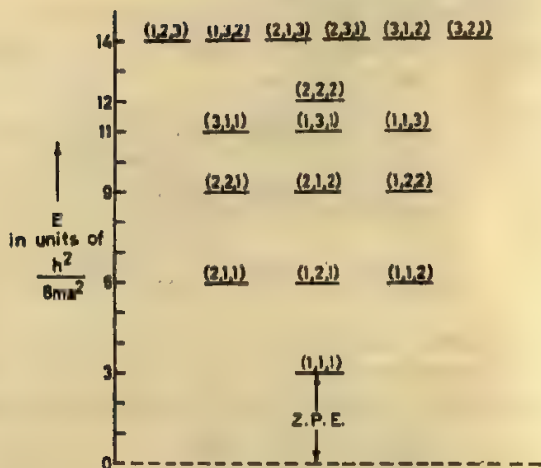 14 (1,2,3) (1,3,2) (2,1,3) (2,3,1) (3,1,2) (3,2,1)
(2,2,2)
12
(3,1,1) (1,3,1) (1,1,3)
11
(2,2,1) (2,1,2) (1,2,2)
9
E
in units of
h²
8ma²
(2,1,1) (1,2,1) (1,1,2)
6
(1,1,1)
3
Z.P.E.
0